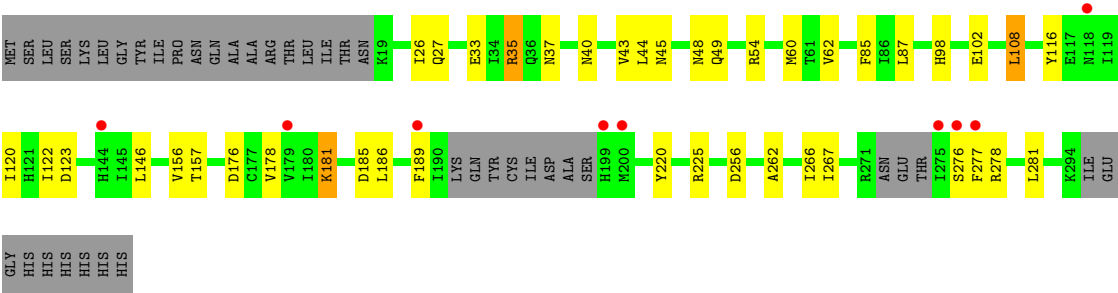 MET SER LEU SER LYS LEU GLY TYR ILE PRO ASN GLN ALA ALA ARG THR LEU ILE THR ASN K19 I26 Q27 E33 I34 R35 Q36 N37 N40 V43 L44 N45 N48 Q49 R54 M60 T61 V62 F85 I86 L87 H98 E102 L108 Y116 E117 N118 I119
I120 H121 I122 D123 H144 I145 L146 V156 T157 D176 C177 V178 V179 I180 K181 D185 L186 F189 I190 LYS GLN TYR CYS ILE ASP ALA SER H199 M200 Y220 R225 D256 A262 I266 I267 R271 ASN GLU THR I275 S276 F277 R278 L281 K294 ILE GLU
GLY HIS HIS HIS HIS HIS HIS